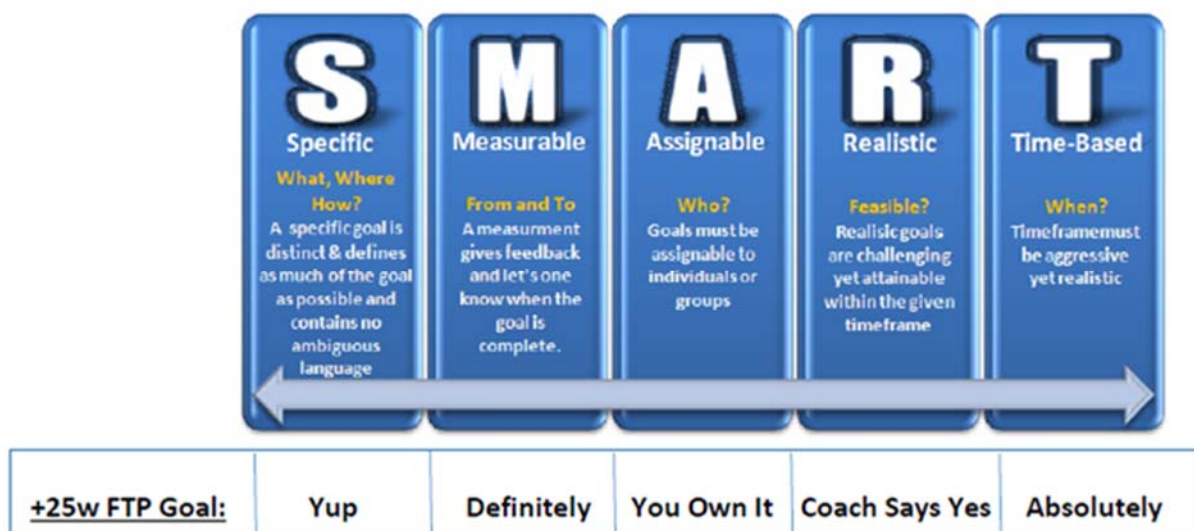 S
Specific
What, Where
How?
A specific goal is
distinct & defines
as much of the goal
as possible and
contains no
ambiguous
language
M
Measurable
From and To
A measurment
gives feedback
and let's one
know when the
goal is
complete.
A
Assignable
Who?
Goals must be
assignable to
individuals or
groups
R
Realistic
Feasible?
Realisic goals
are challenging
yet attainable
within the given
timeframe
T
Time-Based
When?
Timeframe must
be aggressive
yet realistic
+25w FTP Goal: Yup Definitely You Own It Coach Says Yes Absolutely